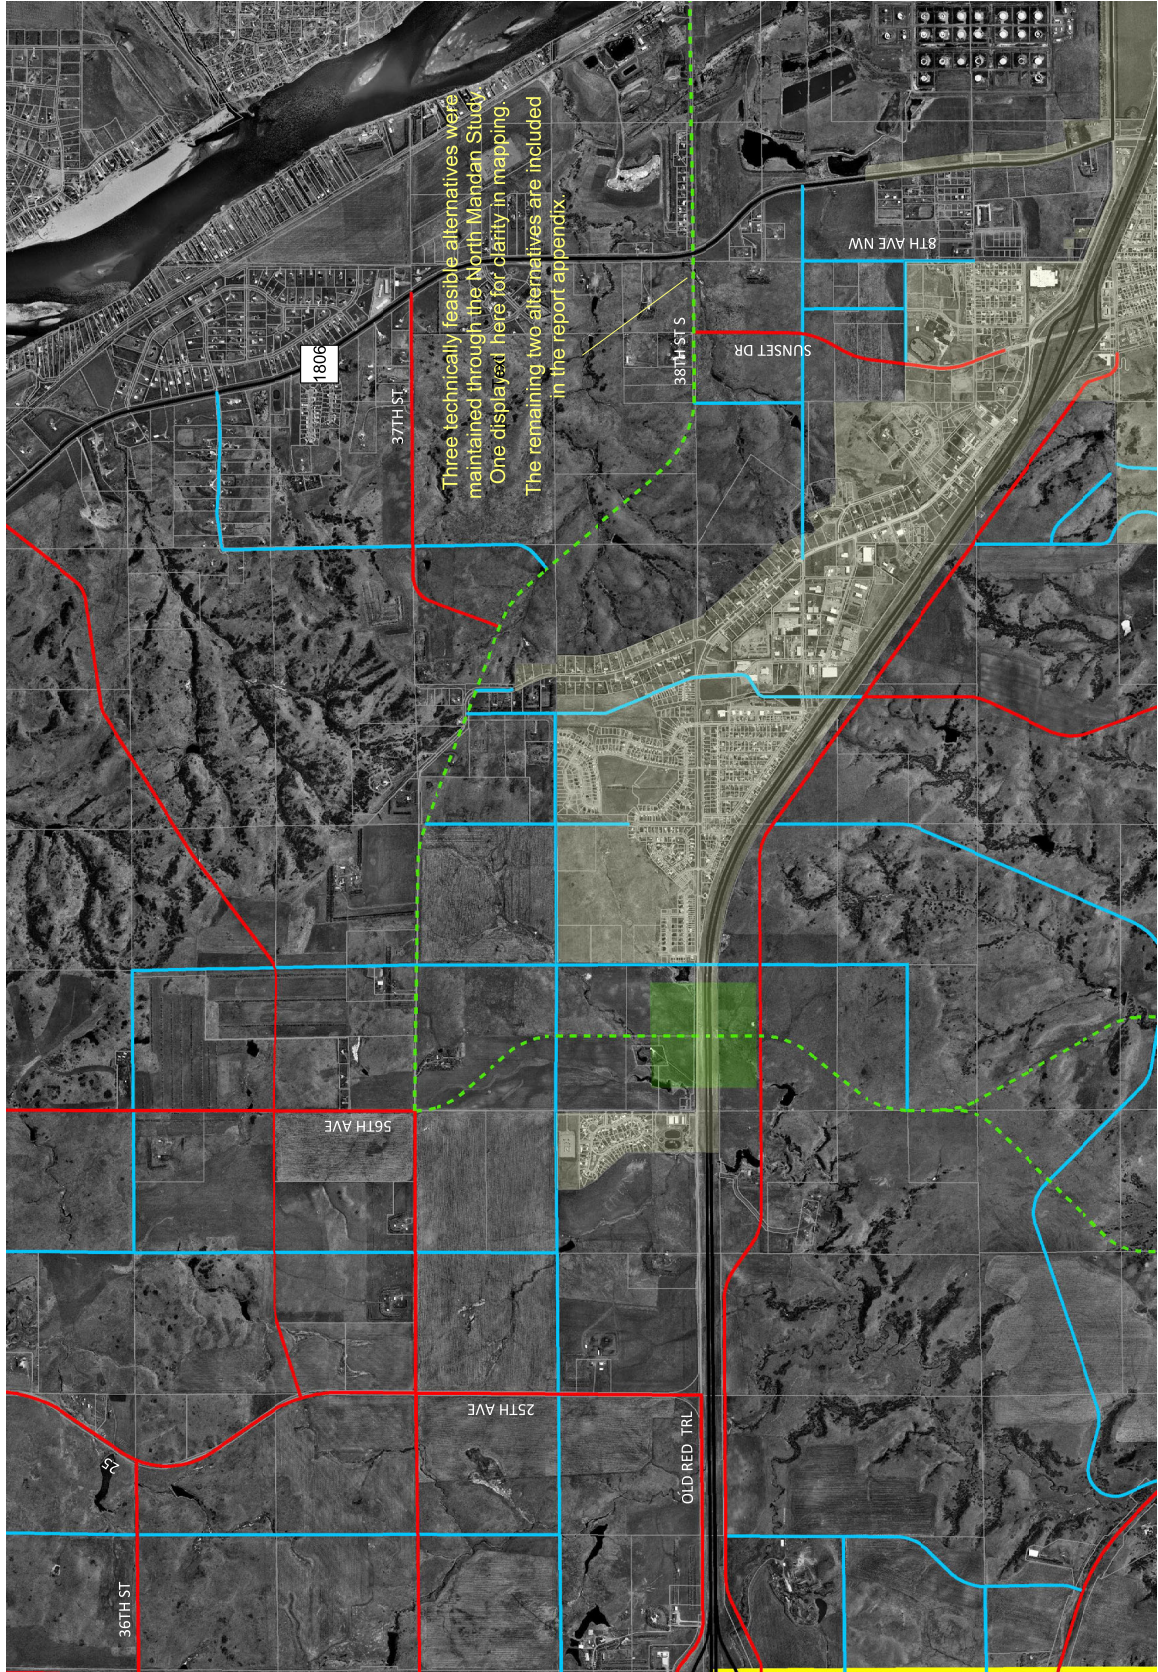 Three technically feasible alternatives were
maintained through the North Mandan Study.
One displayed here for clarity in mapping.
The remaining two alternatives are included
in the report appendix.
1806
37TH ST
38TH ST S
SUNSET DR
8TH AVE NW
56TH AVE
25TH AVE
OLD RED TRL
25
36TH ST